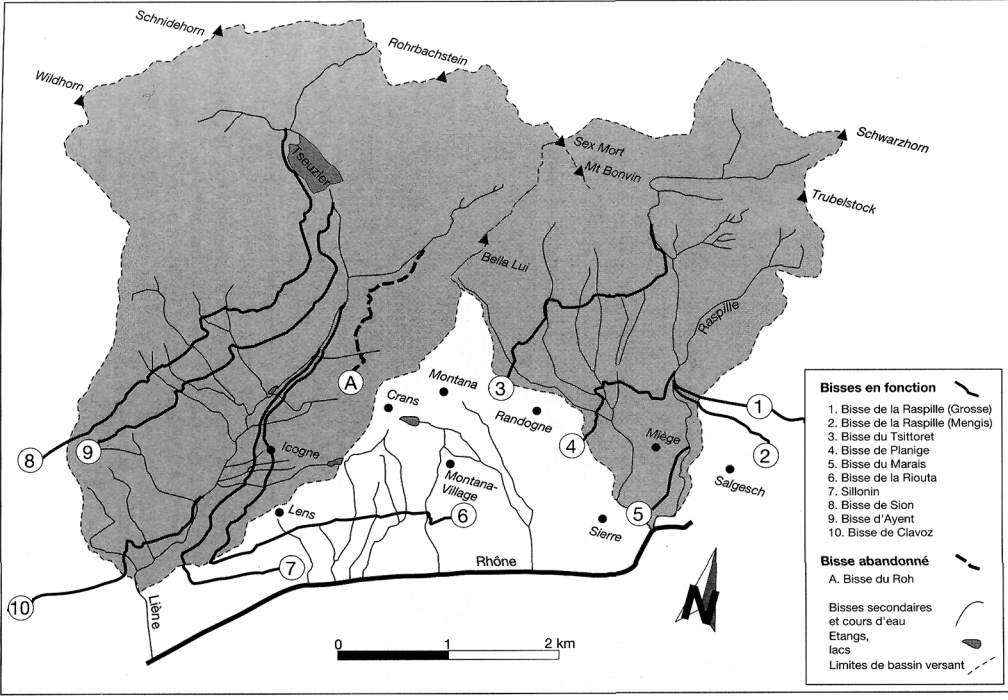 Schnidehorn
Rohrbachstein
Wildhorn
Sex Mort
Schwarzhorn
Mt Bonvin
Tseuzier
Trubelstock
Bella Lui
Raspille
A
Montana
3
Crans
Randogne
1
4
Miège
2
8
9
Icogne
Montana-
Village
Salgesch
Lens
6
5
Sierre
7
Rhône
10
Liène
N
0 1 2 km
Bisses en fonction
1. Bisse de la Raspille (Grosse)
2. Bisse de la Raspille (Mengis)
3. Bisse du Tsittoret
4. Bisse de Planige
5. Bisse du Marais
6. Bisse de la Riouta
7. Sillonin
8. Bisse de Sion
9. Bisse d'Ayent
10. Bisse de Clavoz
Bisse abandonné
A. Bisse du Roh
Bisses secondaires
et cours d'eau
Etangs,
lacs
Limites de bassin versant